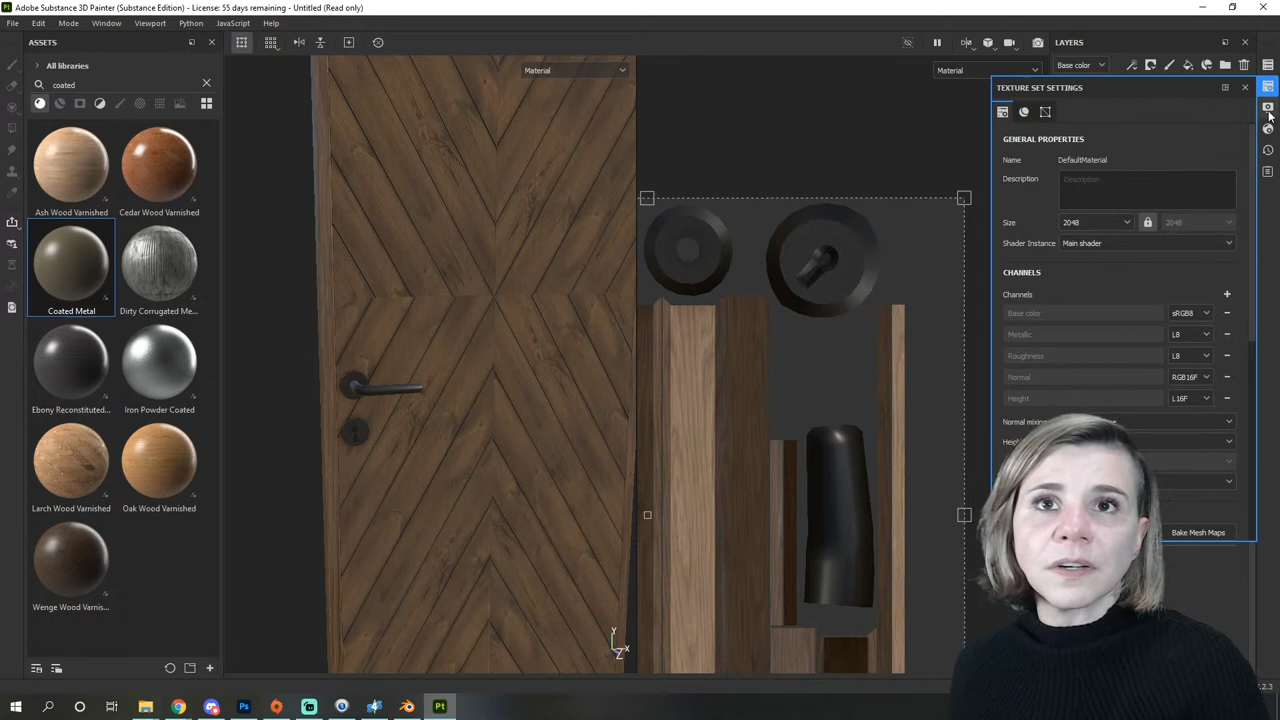 Adobe Substance 3D Painter (Substance Edition) - License: 55 days remaining - Untitled (Read only)
File Edit Mode Window Viewport Python JavaScript Help
ASSETS
LAYERS
All libraries
coated
Material
Material
Base color
TEXTURE SET SETTINGS
GENERAL PROPERTIES
Name DefaultMaterial
Description Description
Size 2048 2048
Shader Instance Main shader
CHANNELS
Channels
Base color sRGB8
Metallic L8
Roughness L8
Normal RGB16F
Height L16F
Normal mixing
Bake Mesh Maps
Ash Wood Varnished Cedar Wood Varnished
Coated Metal Dirty Corrugated Me...
Ebony Reconstituted... Iron Powder Coated
Larch Wood Varnished Oak Wood Varnished
Wenge Wood Varnis...
Y
X
Z
Ps
Pt